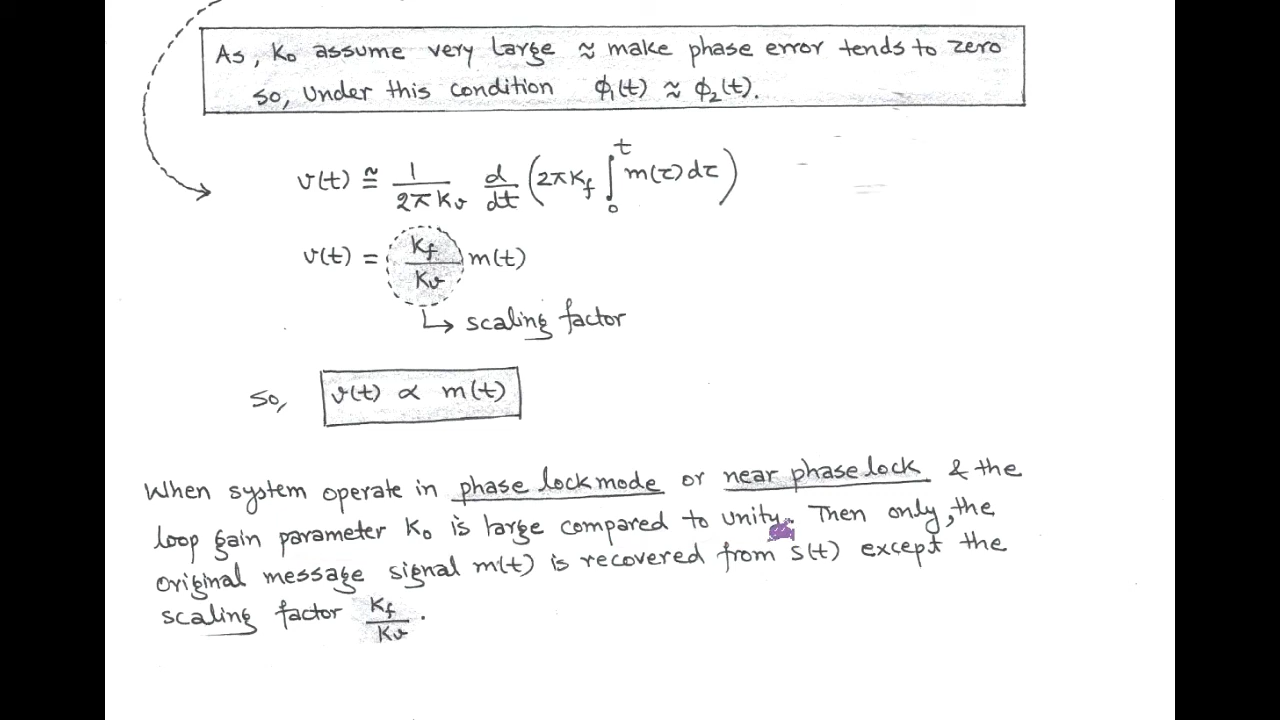 As, K₀ assume very large ≈ make phase error tends to zero
so, under this condition ϕ₁(t) ≈ ϕ₂(t).
v(t) ≅ 1/(2πKv) d/dt (2πKf ∫₀ᵗ m(τ)dτ)
v(t) = Kf/Kv m(t)
↳ scaling factor
so, v(t) ∝ m(t)
When system operate in phase lock mode or near phase lock & the
loop gain parameter K₀ is large compared to unity. Then only, the
original message signal m(t) is recovered from s(t) except the
scaling factor Kf/Kv.